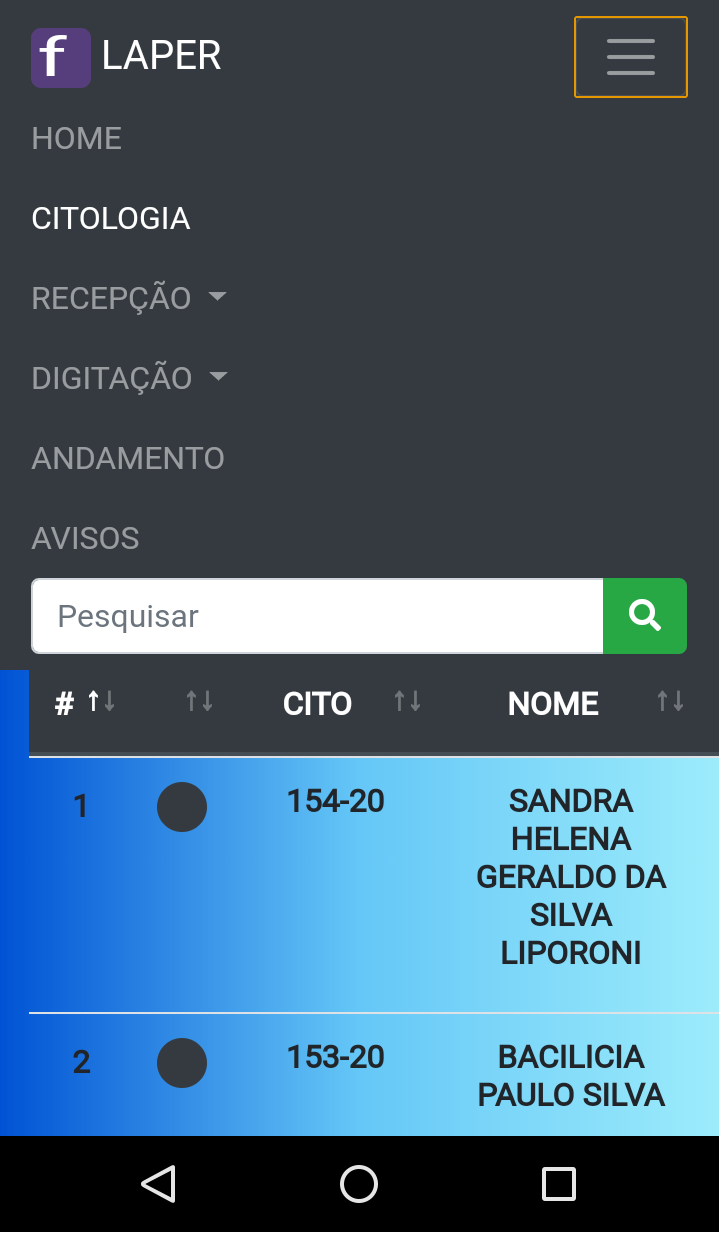 f LAPER
HOME
CITOLOGIA
RECEPÇÃO
DIGITAÇÃO
ANDAMENTO
AVISOS
Pesquisar
# CITO NOME
1 154-20 SANDRA
HELENA
GERALDO DA
SILVA
LIPORONI
2 153-20 BACILICIA
PAULO SILVA